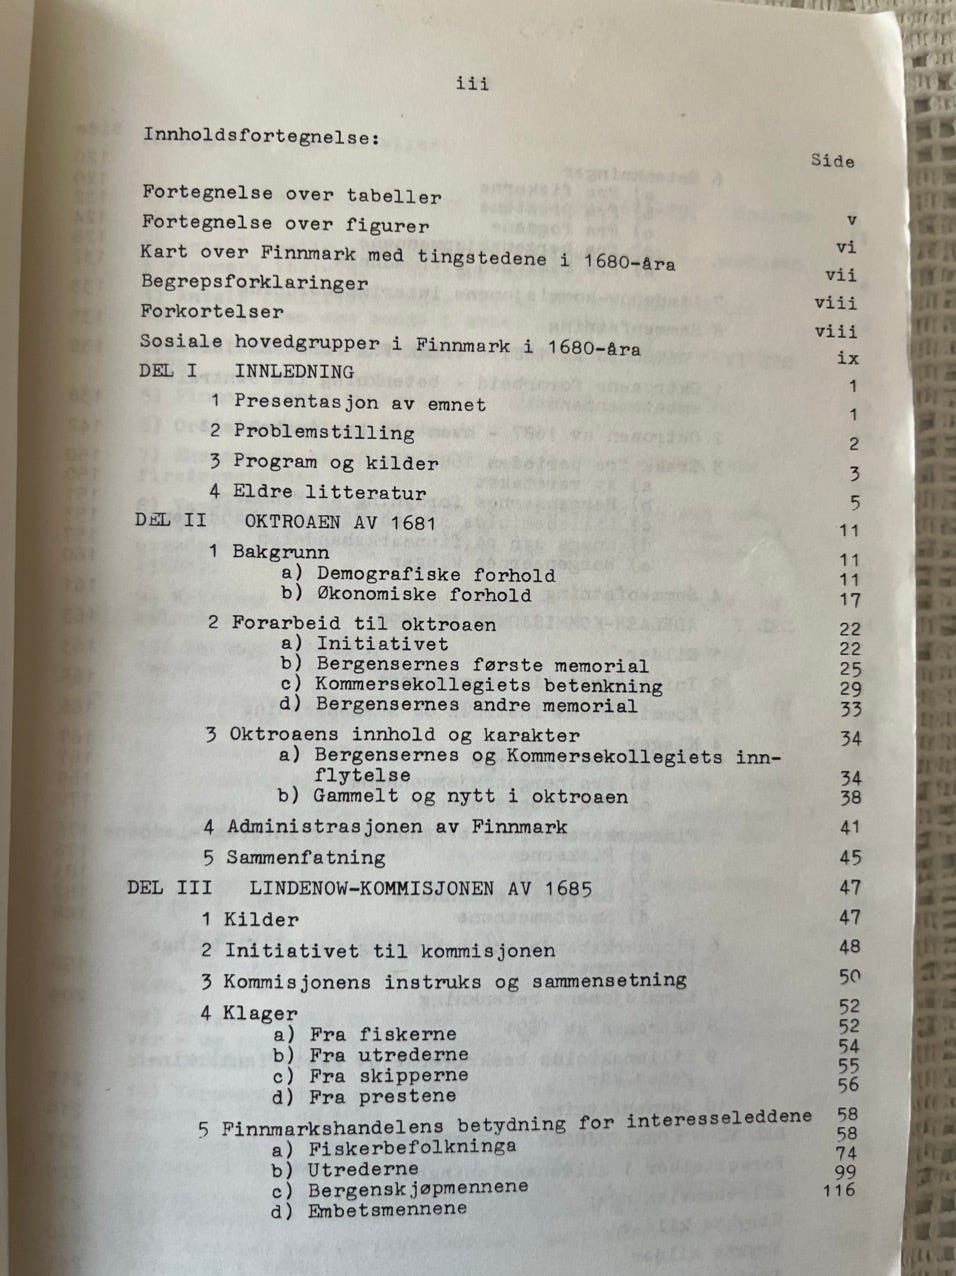 iii
Innholdsfortegnelse:
Side
Fortegnelse over tabeller v
Fortegnelse over figurer vi
Kart over Finnmark med tingstedene i 1680-åra vii
Begrepsforklaringer viii
Forkortelser viii
Sosiale hovedgrupper i Finnmark i 1680-åra ix
DEL I INNLEDNING 1
1 Presentasjon av emnet 1
2 Problemstilling 2
3 Program og kilder 3
4 Eldre litteratur 5
DEL II OKTROAEN AV 1681 11
1 Bakgrunn 11
a) Demografiske forhold 11
b) Økonomiske forhold 17
2 Forarbeid til oktroaen 22
a) Initiativet 22
b) Bergensernes første memorial 25
c) Kommersekollegiets betenkning 29
d) Bergensernes andre memorial 33
3 Oktroaens innhold og karakter 34
a) Bergensernes og Kommersekollegiets inn-
flytelse 34
b) Gammelt og nytt i oktroaen 38
4 Administrasjonen av Finnmark 41
5 Sammenfatning 45
DEL III LINDENOW-KOMMISJONEN AV 1685 47
1 Kilder 47
2 Initiativet til kommisjonen 48
3 Kommisjonens instruks og sammensetning 50
4 Klager 52
a) Fra fiskerne 52
b) Fra utrederne 54
c) Fra skipperne 55
d) Fra prestene 56
5 Finnmarkshandelens betydning for interesseleddene 58
a) Fiskerbefolkninga 58
b) Utrederne 74
c) Bergenskjøpmennene 99
d) Embetsmennene 116